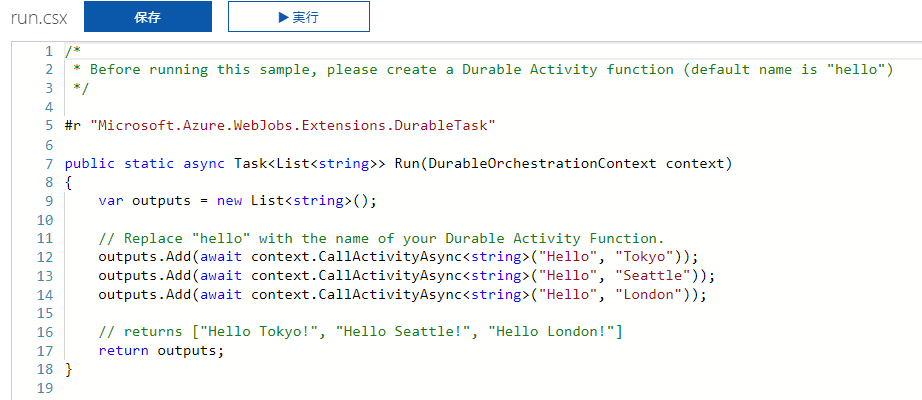 run.csx 保存 ▶ 実行
1 /*
2  * Before running this sample, please create a Durable Activity function (default name is "hello")
3  */
4
5 #r "Microsoft.Azure.WebJobs.Extensions.DurableTask"
6
7 public static async Task<List<string>> Run(DurableOrchestrationContext context)
8 {
9     var outputs = new List<string>();
10
11     // Replace "hello" with the name of your Durable Activity Function.
12     outputs.Add(await context.CallActivityAsync<string>("Hello", "Tokyo"));
13     outputs.Add(await context.CallActivityAsync<string>("Hello", "Seattle"));
14     outputs.Add(await context.CallActivityAsync<string>("Hello", "London"));
15
16     // returns ["Hello Tokyo!", "Hello Seattle!", "Hello London!"]
17     return outputs;
18 }
19